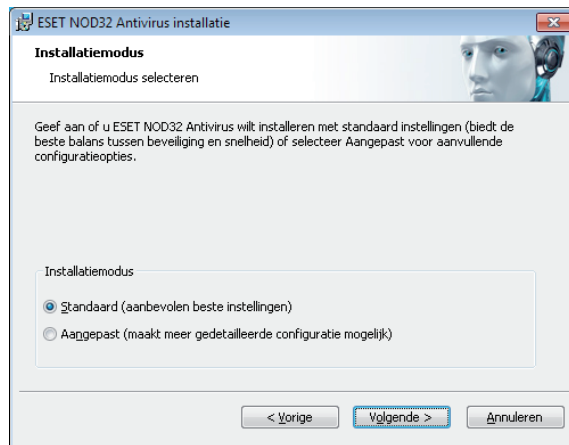 ESET NOD32 Antivirus installatie
Installatiemodus
Installatiemodus selecteren
Geef aan of u ESET NOD32 Antivirus wilt installeren met standaard instellingen (biedt de
beste balans tussen beveiliging en snelheid) of selecteer Aangepast voor aanvullende
configuratieopties.
Installatiemodus
Standaard (aanbevolen beste instellingen)
Aangepast (maakt meer gedetailleerde configuratie mogelijk)
< Vorige
Volgende >
Annuleren